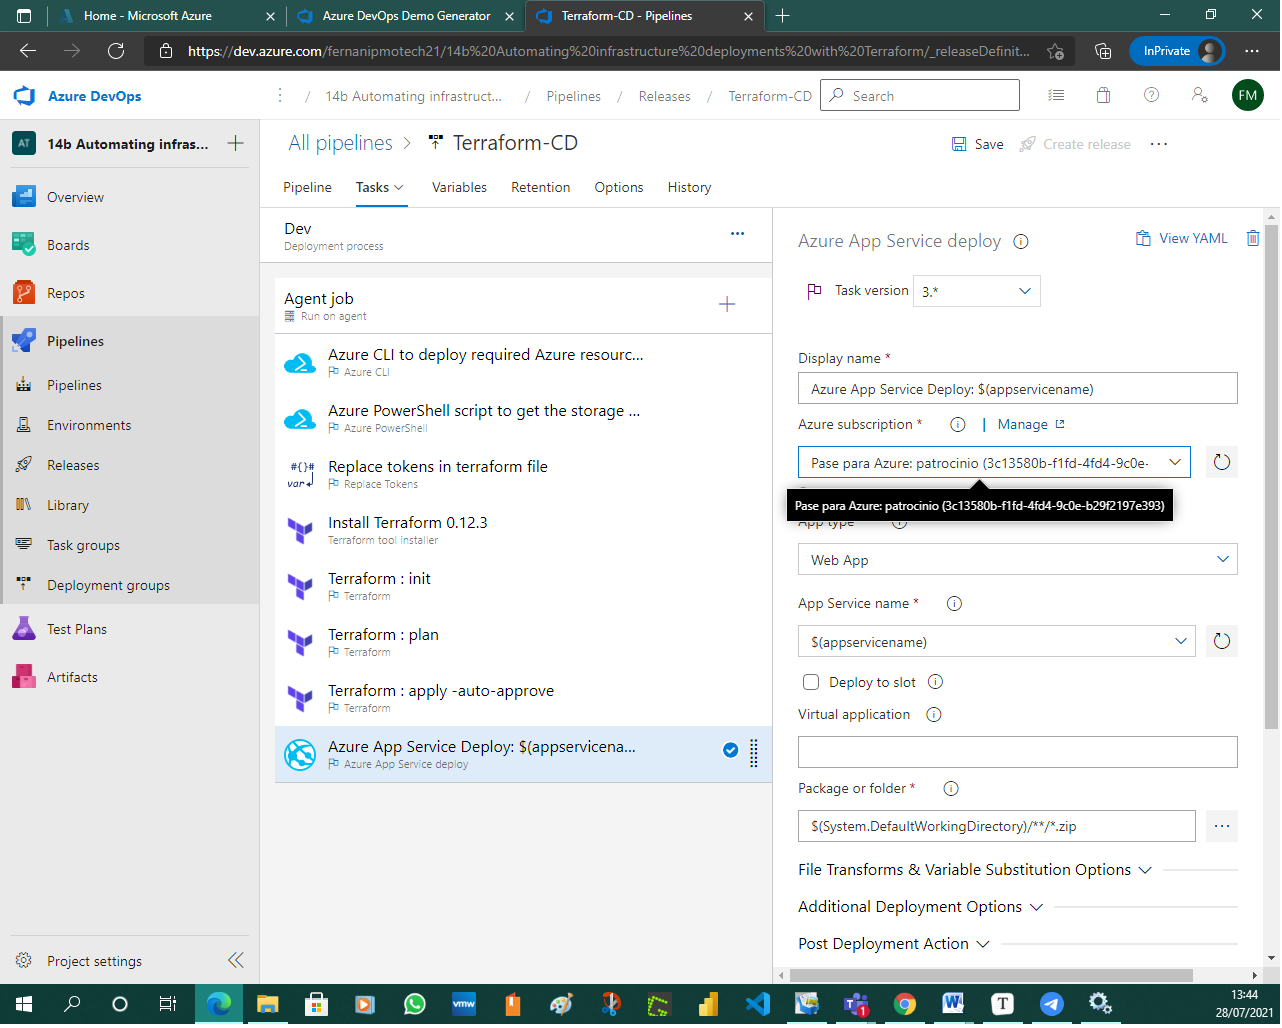 Home - Microsoft Azure
Azure DevOps Demo Generator
Terraform-CD - Pipelines
https://dev.azure.com/fernanipmotech21/14b%20Automating%20infrastructure%20deployments%20with%20Terraform/_releaseDefinit...
InPrivate
Azure DevOps
/ 14b Automating infrastruct... / Pipelines / Releases / Terraform-CD
Search
FM
AT
14b Automating infras...
Overview
Boards
Repos
Pipelines
Pipelines
Environments
Releases
Library
Task groups
Deployment groups
Test Plans
Artifacts
Project settings
All pipelines > Terraform-CD
Save
Create release
Pipeline
Tasks
Variables
Retention
Options
History
Dev
Deployment process
Agent job
Run on agent
Azure CLI to deploy required Azure resourc...
Azure CLI
Azure PowerShell script to get the storage ...
Azure PowerShell
#{}#
var
Replace tokens in terraform file
Replace Tokens
Install Terraform 0.12.3
Terraform tool installer
Terraform : init
Terraform
Terraform : plan
Terraform
Terraform : apply -auto-approve
Terraform
Azure App Service Deploy: $(appservicena...
Azure App Service deploy
Azure App Service deploy
View YAML
Task version 3.*
Display name *
Azure App Service Deploy: $(appservicename)
Azure subscription * | Manage
Pase para Azure: patrocinio (3c13580b-f1fd-4fd4-9c0e-
Pase para Azure: patrocinio (3c13580b-f1fd-4fd4-9c0e-b29f2197e393)
App type
Web App
App Service name *
$(appservicename)
Deploy to slot
Virtual application
Package or folder *
$(System.DefaultWorkingDirectory)/**/*.zip
File Transforms & Variable Substitution Options
Additional Deployment Options
Post Deployment Action
vmw
1
W
T
13:44
28/07/2021